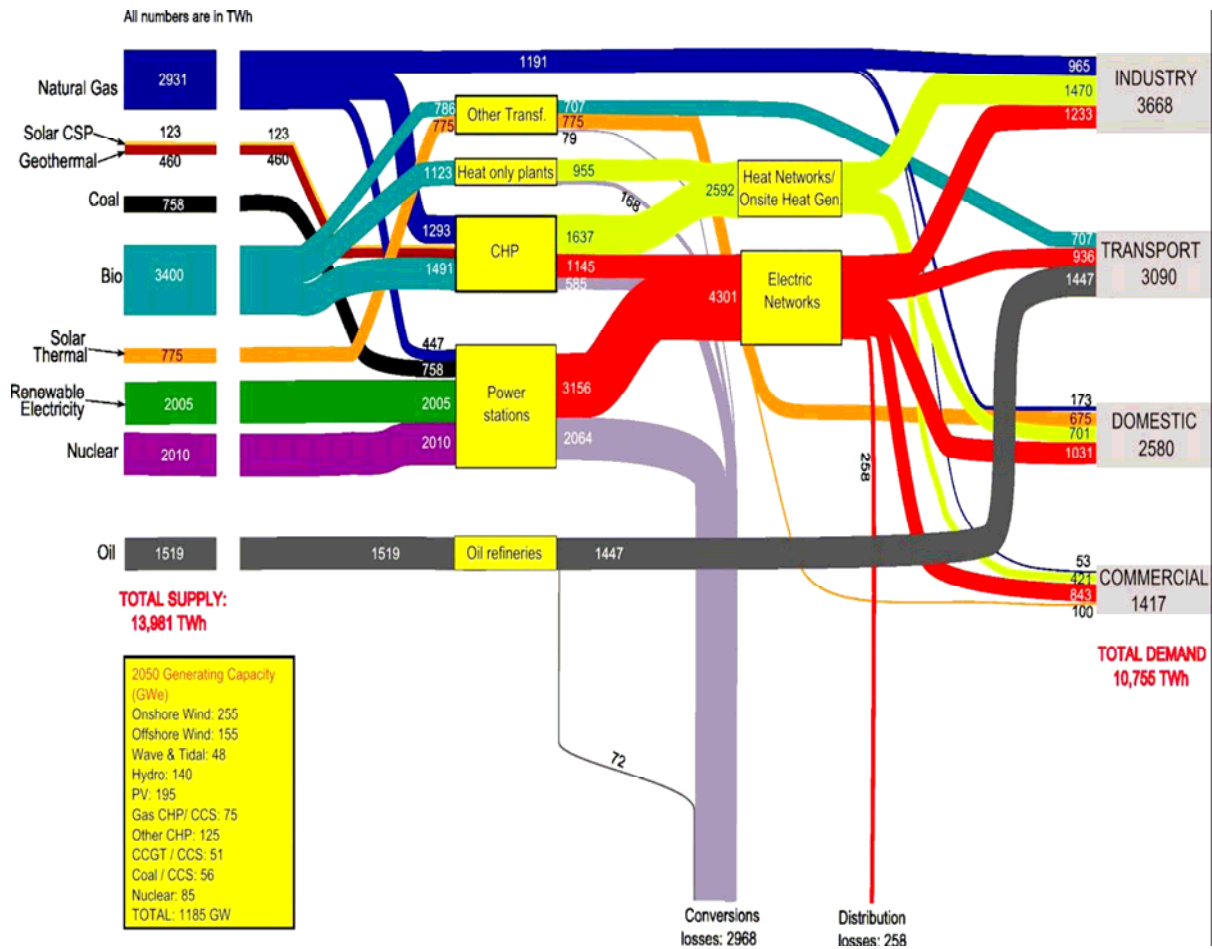 All numbers are in TWh
Natural Gas
2931
1191
965
INDUSTRY
3668
1470
1233
Solar CSP
123
123
Geothermal
460
460
786
775
Other Transf.
707
775
79
Coal
758
1123
Heat only plants
955
168
2592
Heat Networks/
Onsite Heat Gen.
Bio
3400
1293
1491
CHP
1637
1145
585
4301
Electric
Networks
707
936
1447
TRANSPORT
3090
Solar
Thermal
775
447
758
Renewable
Electricity
2005
2005
Power
stations
3156
Nuclear
2010
2010
2064
258
173
675
701
1031
DOMESTIC
2580
Oil
1519
1519
Oil refineries
1447
53
421
843
100
COMMERCIAL
1417
TOTAL SUPPLY:
13,981 TWh
TOTAL DEMAND
10,755 TWh
2050 Generating Capacity
(GWe)
Onshore Wind: 255
Offshore Wind: 155
Wave & Tidal: 48
Hydro: 140
PV: 195
Gas CHP/ CCS: 75
Other CHP: 125
CCGT / CCS: 51
Coal / CCS: 56
Nuclear: 85
TOTAL: 1185 GW
72
Conversions
losses: 2968
Distribution
losses: 258